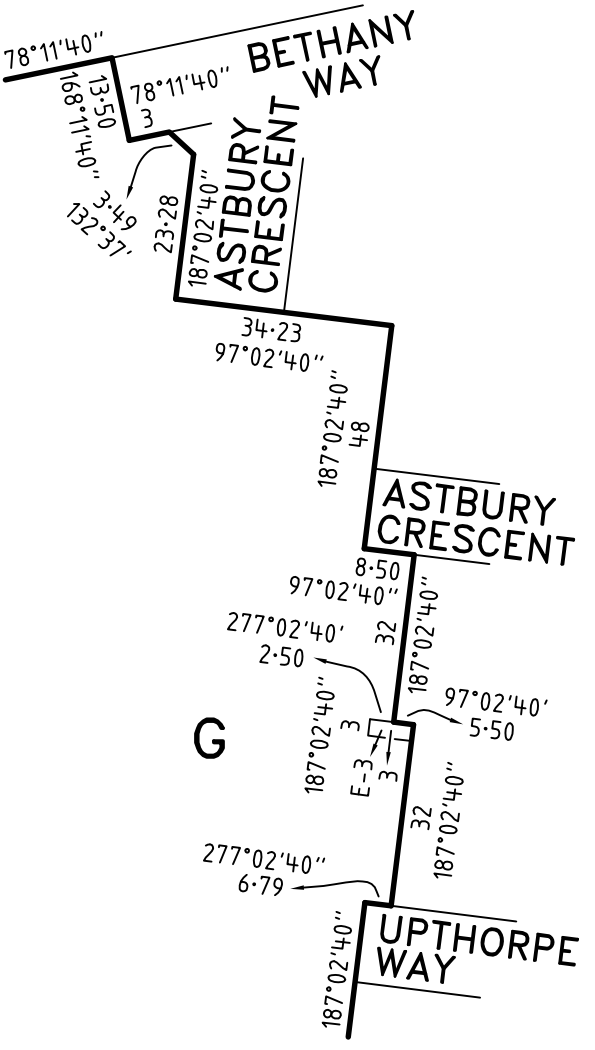 78°11'40''
BETHANY
WAY
13·50
168°11'40''
78°11'40''
3
3·49
132°37'
23·28
187°02'40''
ASTBURY
CRESCENT
34·23
97°02'40''
187°02'40''
48
ASTBURY
CRESCENT
8·50
97°02'40''
32
187°02'40''
277°02'40'
2·50
97°02'40'
5·50
187°02'40''
3
E-3
3
G
32
187°02'40''
277°02'40''
6·79
UPTHORPE
WAY
187°02'40''